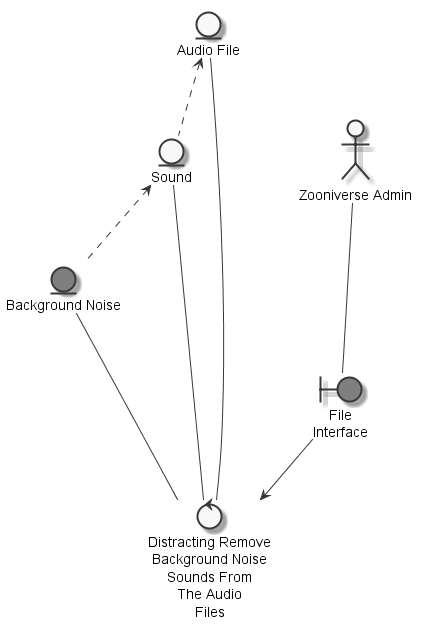 Audio File
Sound
Zooniverse Admin
Background Noise
File
Interface
Distracting Remove
Background Noise
Sounds From
The Audio
Files